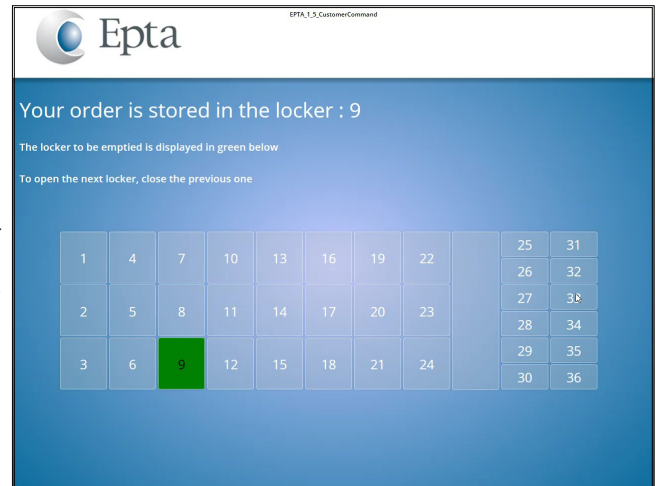 EPTA_1_5_CustomerCommand
Epta
Your order is stored in the locker : 9
The locker to be emptied is displayed in green below
To open the next locker, close the previous one
1 4 7 10 13 16 19 22 25 31
26 32
2 5 8 11 14 17 20 23 27 33
28 34
3 6 9 12 15 18 21 24 29 35
30 36